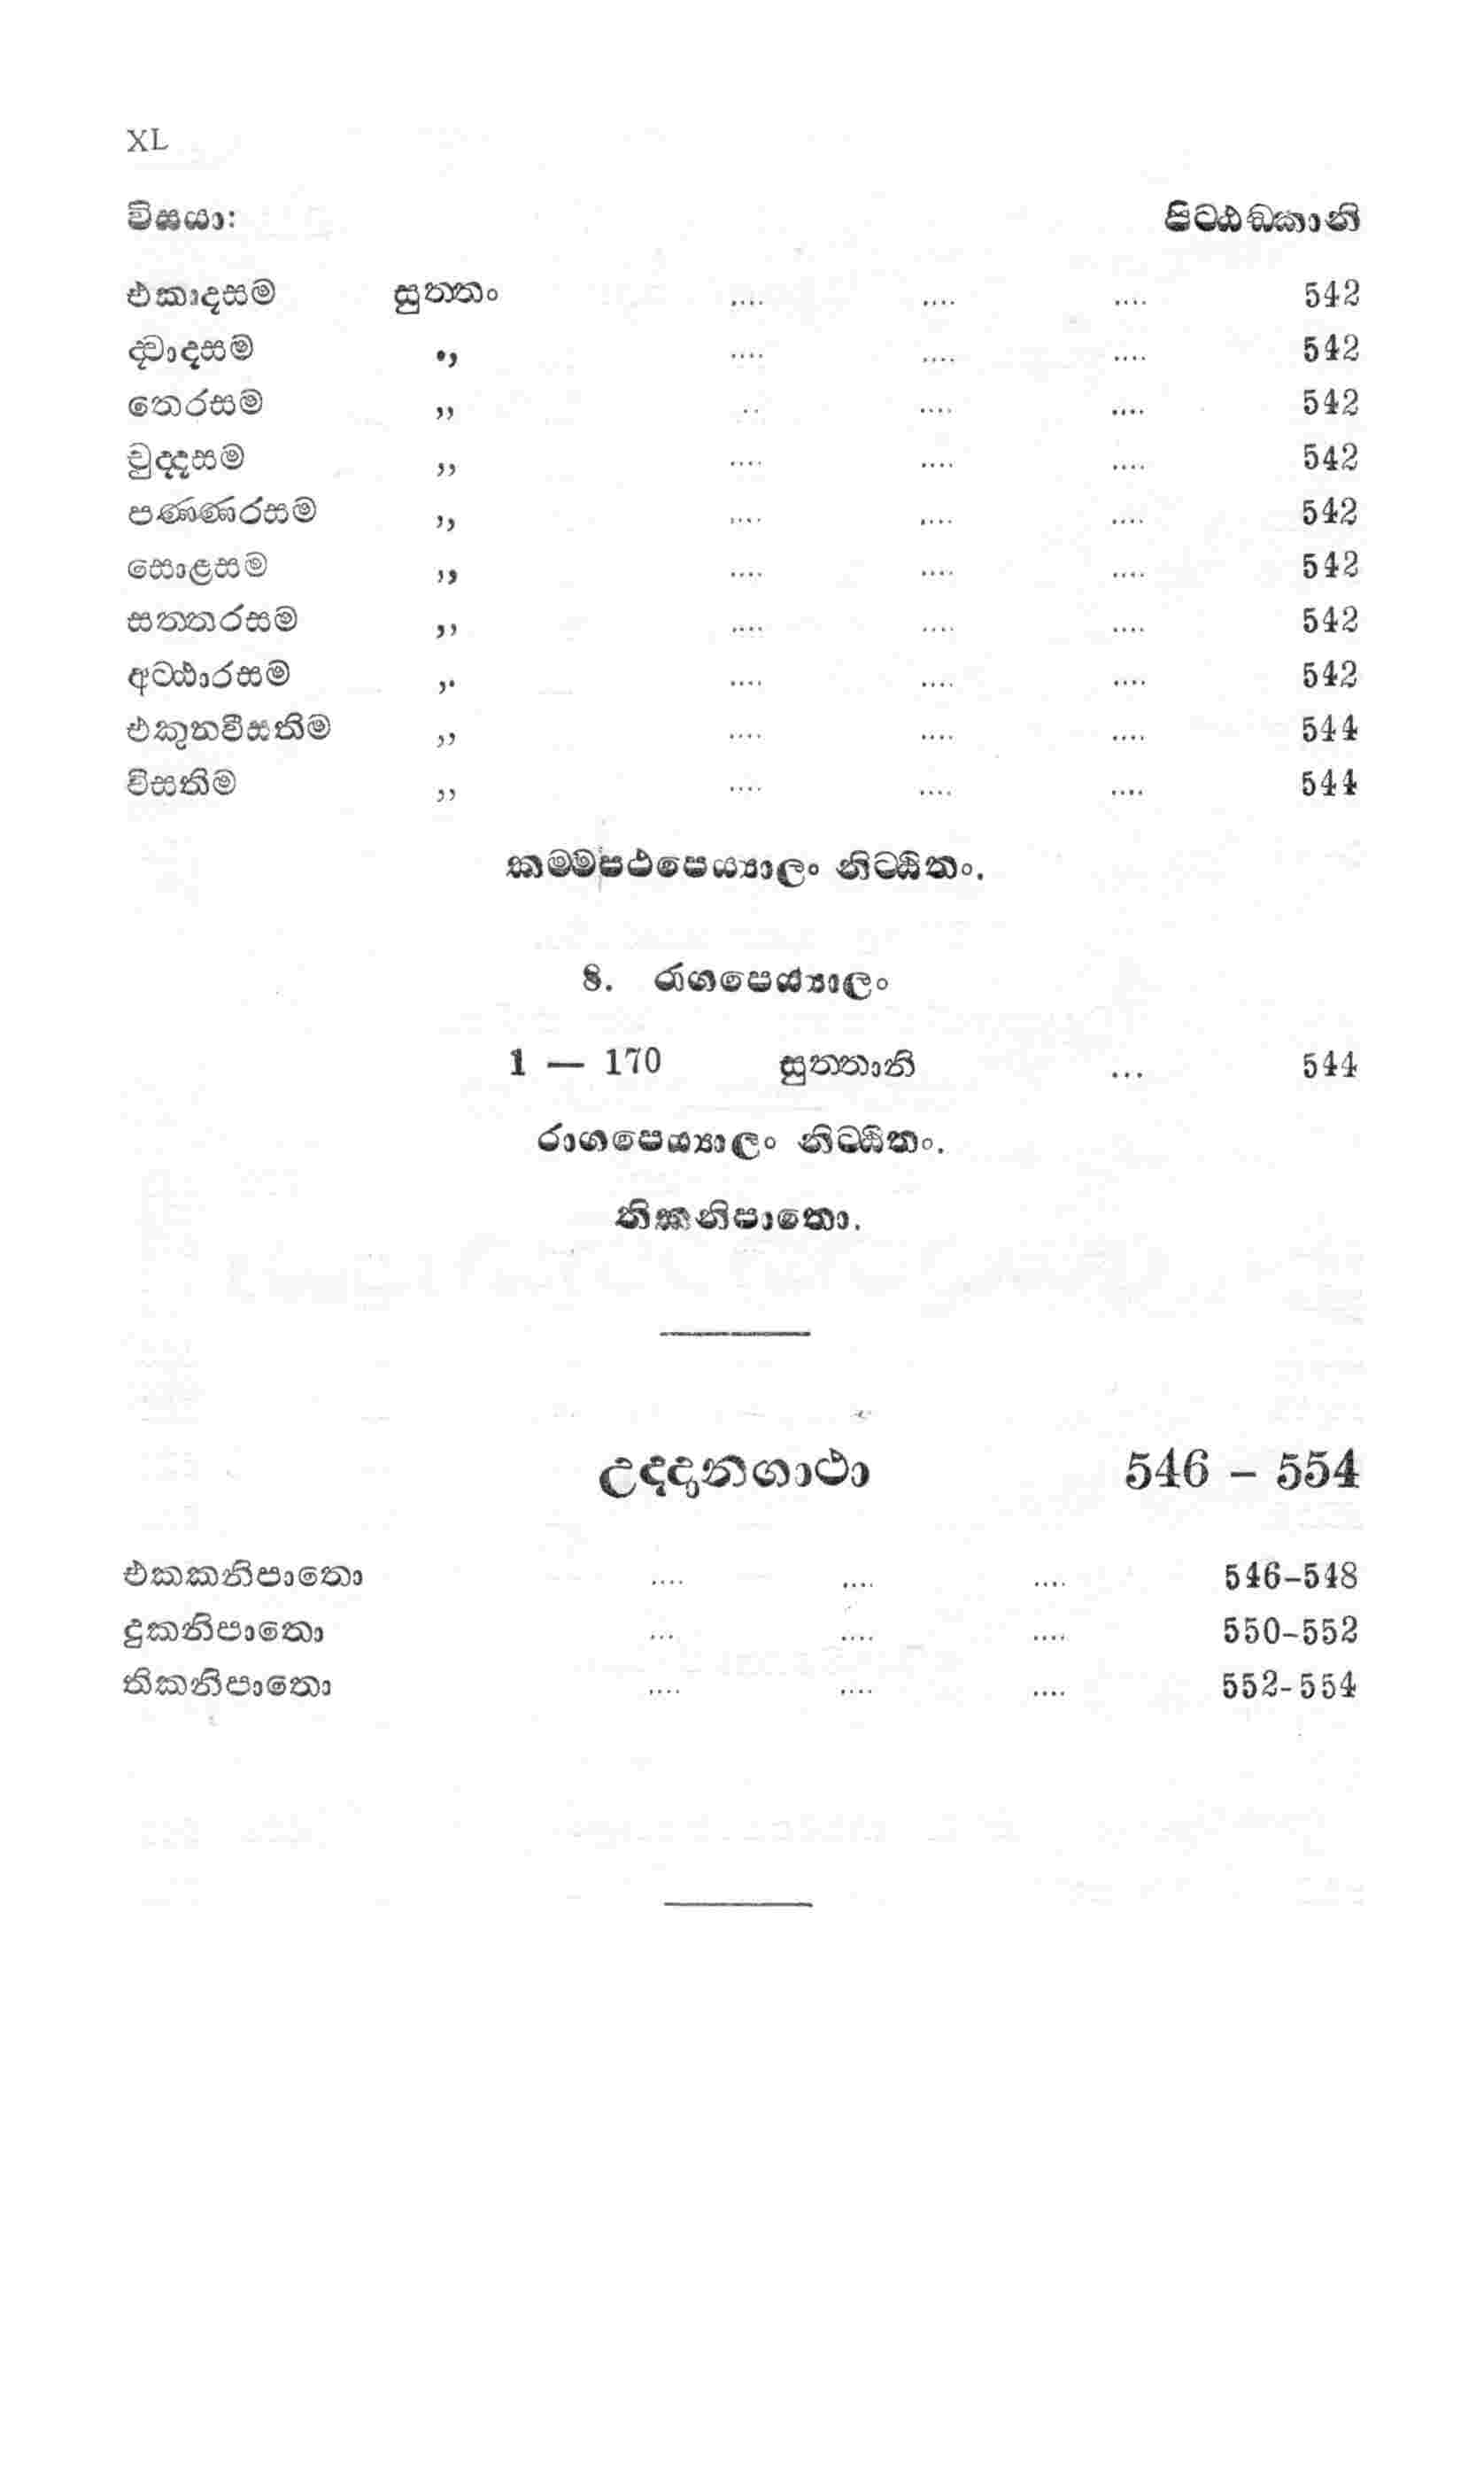 XL
විසයා: පිට්ඨඞ්කානි
එකාදසම සුත්තං .... .... .... 542
ද්වාදසම ,, .... .... .... 542
තෙරසම ,, .. .... .... 542
චුද්දසම ,, .... .... .... 542
පණ්ණරසම ,, .... .... .... 542
සොළසම ,, .... .... .... 542
සත්තරසම ,, .... .... .... 542
අට්ඨාරසම ,, .... .... .... 542
එකුනවීසතිම ,, .... .... .... 544
වීසතිම ,, .... .... .... 544
කම්මපථපෙය්‍යාලං නිට්ඨිතං.
8. රාගපෙය්‍යාලං
1 — 170 සුත්තානි ... 544
රාගපෙය්‍යාලං නිට්ඨිතං.
තිකනිපාතො.
උද්දානගාථා 546 – 554
එකකනිපාතො .... .... .... 546–548
දුකනිපාතො ... .... .... 550–552
තිකනිපාතො .... .... .... 552-554